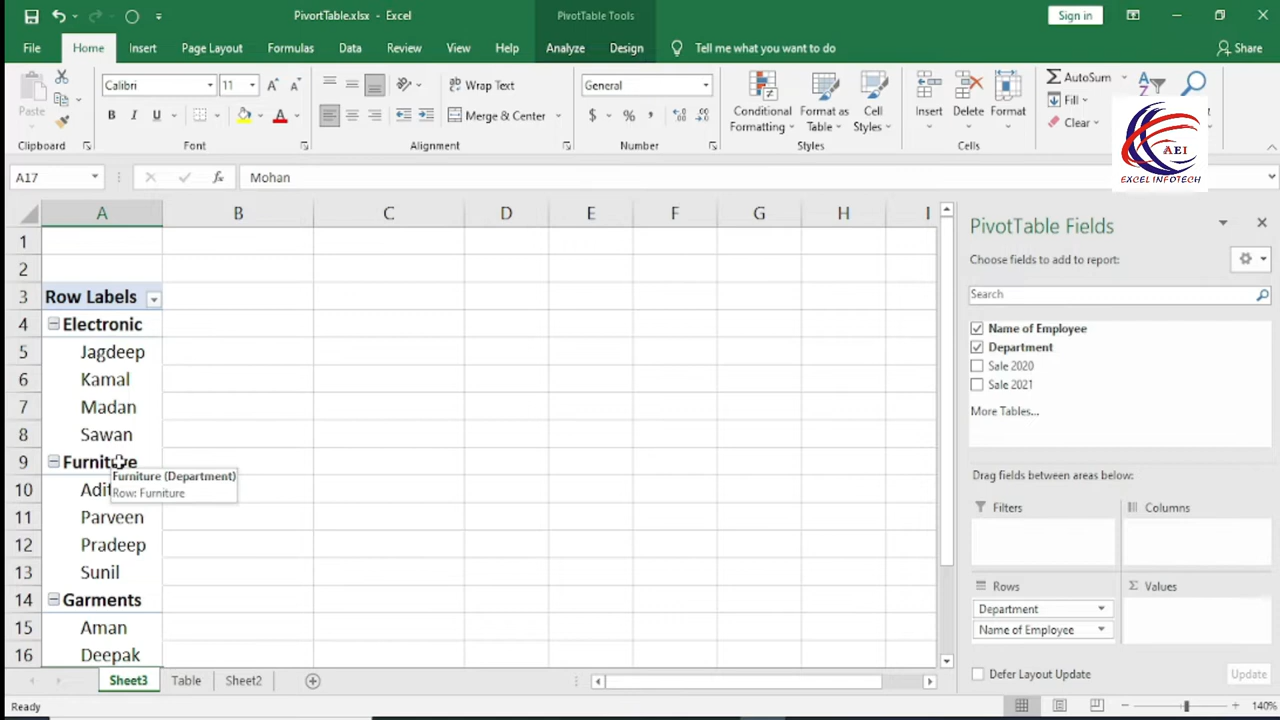 PivortTable.xlsx - Excel
PivotTable Tools
Sign in
File
Home
Insert
Page Layout
Formulas
Data
Review
View
Help
Analyze
Design
Tell me what you want to do
Share
Paste
Calibri
11
B I U
Wrap Text
Merge & Center
General
$ % ,
Conditional
Formatting
Format as
Table
Cell
Styles
Insert
Delete
Format
AutoSum
Fill
Clear
Clipboard
Font
Alignment
Number
Styles
Cells
AEI
EXCEL INFOTECH
A17
fx
Mohan
A B C D E F G H I
1
2
3 Row Labels
4 Electronic
5 Jagdeep
6 Kamal
7 Madan
8 Sawan
9 Furniture
Furniture (Department)
Row: Furniture
10 Adit
11 Parveen
12 Pradeep
13 Sunil
14 Garments
15 Aman
16 Deepak
PivotTable Fields
Choose fields to add to report:
Search
Name of Employee
Department
Sale 2020
Sale 2021
More Tables...
Drag fields between areas below:
Filters
Columns
Rows
Σ Values
Department
Name of Employee
Defer Layout Update
Update
Sheet3
Table
Sheet2
Ready
140%